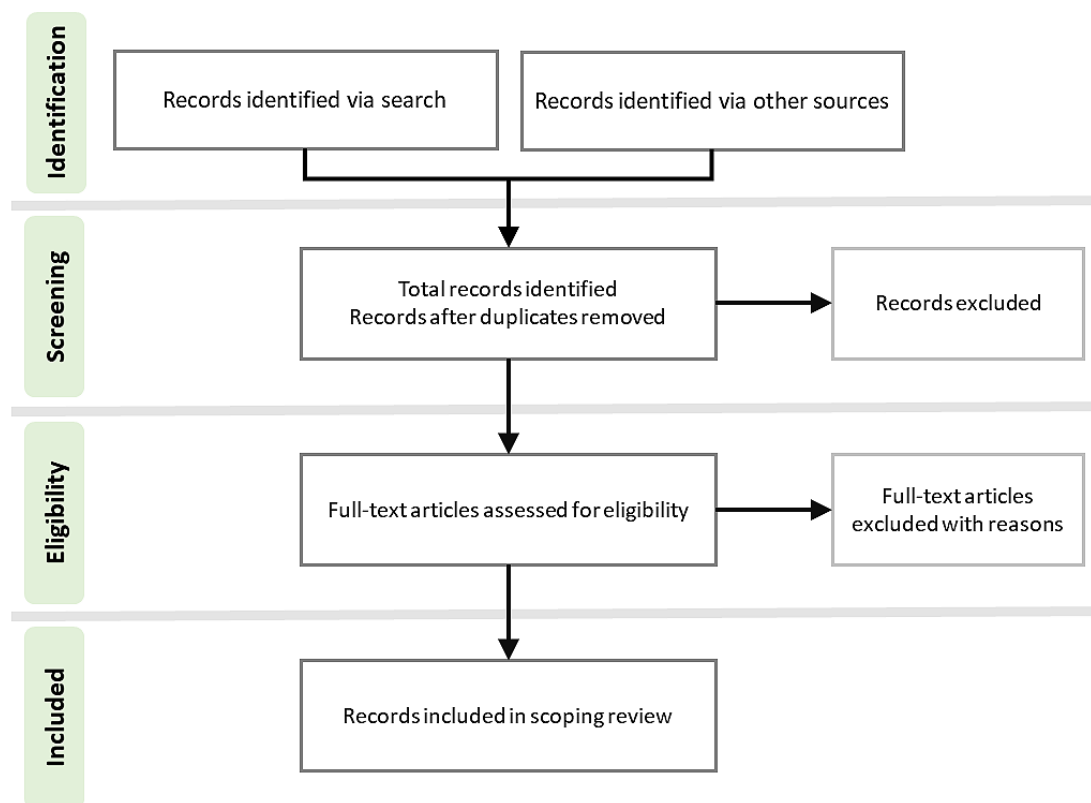 Identification
Records identified via search
Records identified via other sources
Screening
Total records identified
Records after duplicates removed
Records excluded
Eligibility
Full-text articles assessed for eligibility
Full-text articles
excluded with reasons
Included
Records included in scoping review